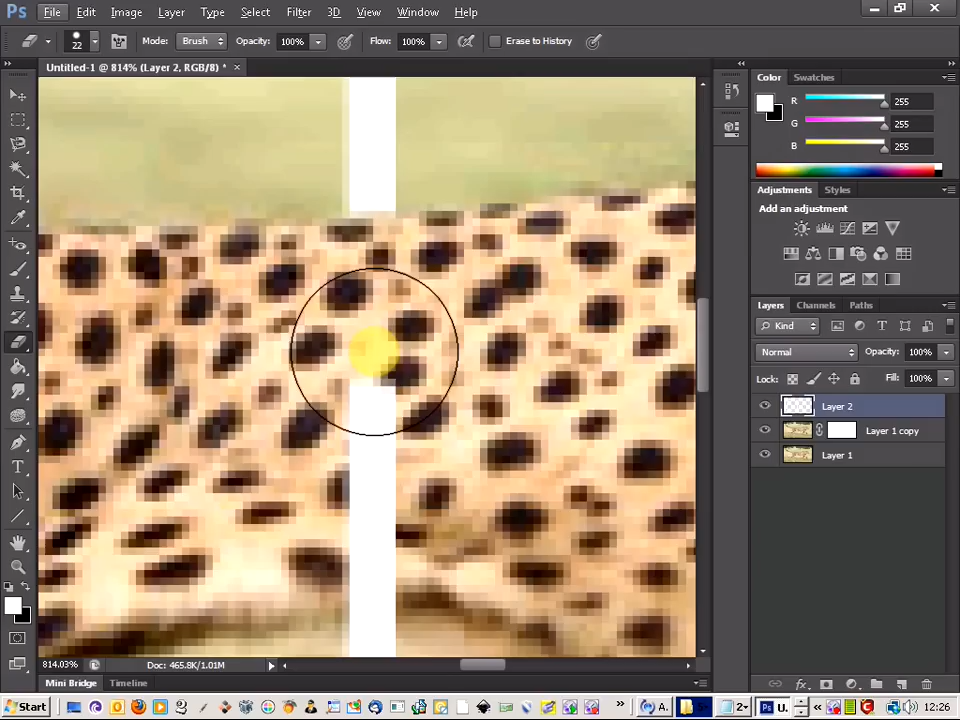 Ps File Edit Image Layer Type Select Filter 3D View Window Help
22 Mode: Brush Opacity: 100% Flow: 100% Erase to History
Untitled-1 @ 814% (Layer 2, RGB/8) * ×
Color Swatches
R 255
G 255
B 255
Adjustments Styles
Add an adjustment
Layers Channels Paths
Kind
Normal Opacity: 100%
Lock: Fill: 100%
Layer 2
Layer 1 copy
Layer 1
814.03% Doc: 465.8K/1.01M
Mini Bridge Timeline
Start A. 2 Ps U. 12:26